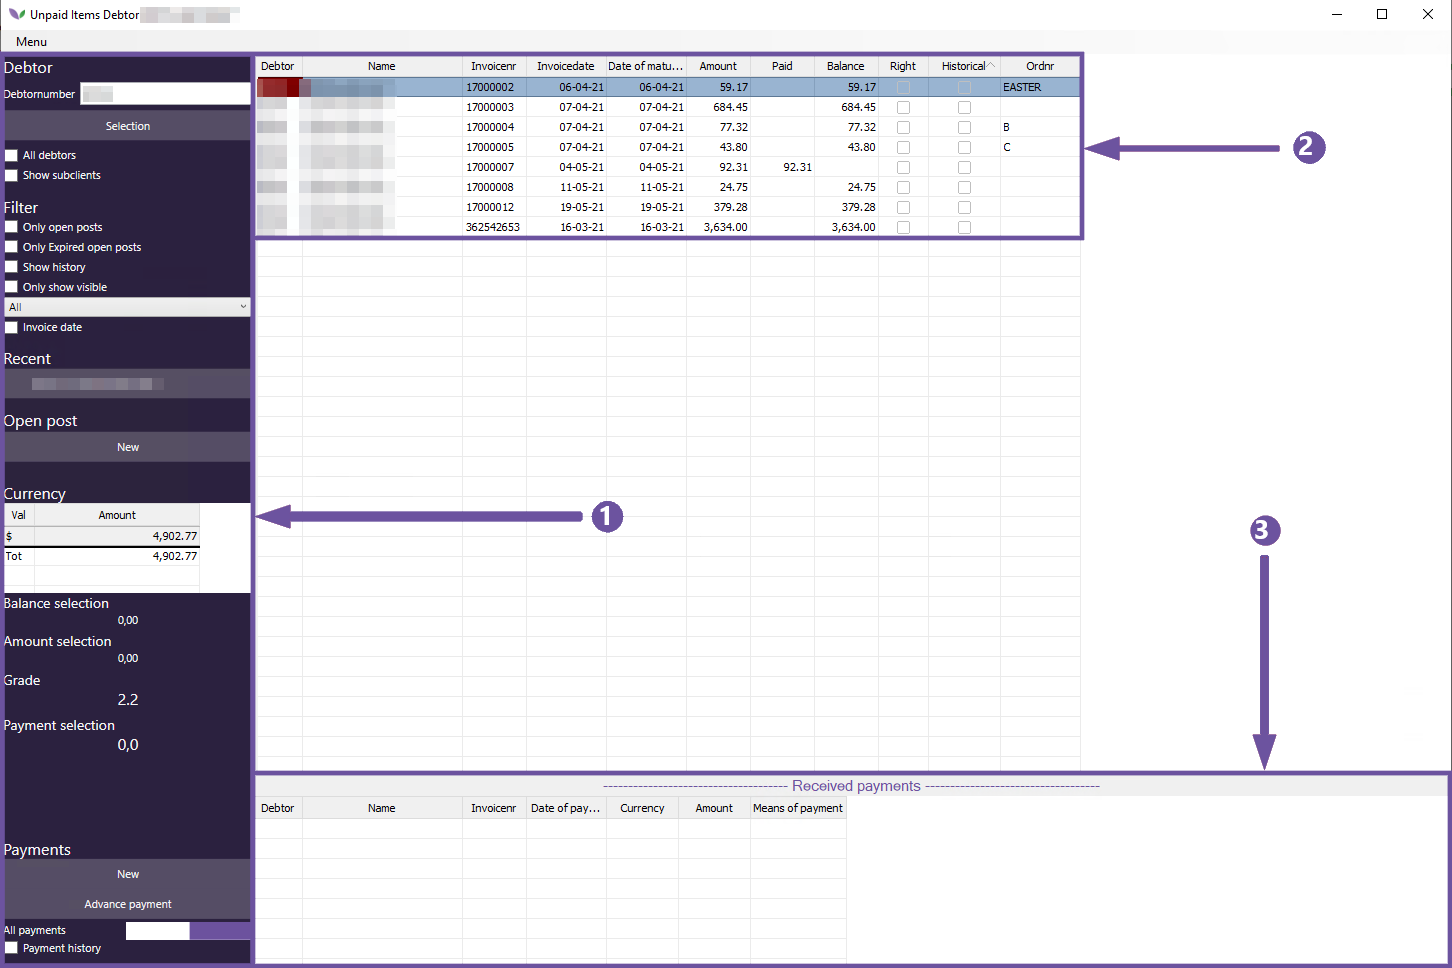 Unpaid Items Debtor
Menu
Debtor
Debtornumber
Selection
All debtors
Show subclients
Filter
Only open posts
Only Expired open posts
Show history
Only show visible
All
Invoice date
Recent
Open post
New
Currency
Val Amount
$ 4,902.77
Tot 4,902.77
Balance selection
0,00
Amount selection
0,00
Grade
2.2
Payment selection
0,0
Payments
New
Advance payment
All payments
Payment history
1
Debtor Name Invoicenr Invoicedate Date of matu... Amount Paid Balance Right Historical Ordnr
17000002 06-04-21 06-04-21 59.17 59.17 EASTER
17000003 07-04-21 07-04-21 684.45 684.45
17000004 07-04-21 07-04-21 77.32 77.32 B
17000005 07-04-21 07-04-21 43.80 43.80 C
17000007 04-05-21 04-05-21 92.31 92.31
17000008 11-05-21 11-05-21 24.75 24.75
17000012 19-05-21 19-05-21 379.28 379.28
362542653 16-03-21 16-03-21 3,634.00 3,634.00
2
3
------------------------------------- Received payments -----------------------------------
Debtor Name Invoicenr Date of pay... Currency Amount Means of payment